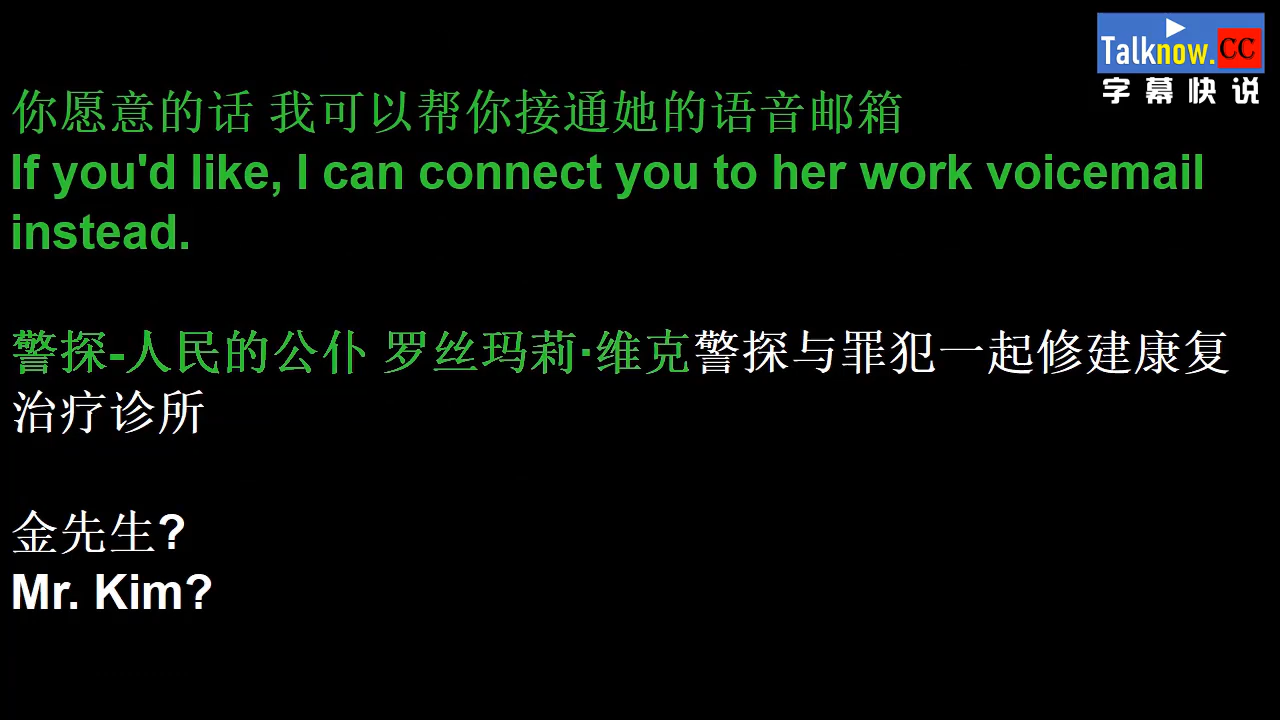 Talknow.CC
字幕快说
你愿意的话 我可以帮你接通她的语音邮箱
If you'd like, I can connect you to her work voicemail
instead.
警探-人民的公仆 罗丝玛莉·维克警探与罪犯一起修建康复
治疗诊所
金先生?
Mr. Kim?